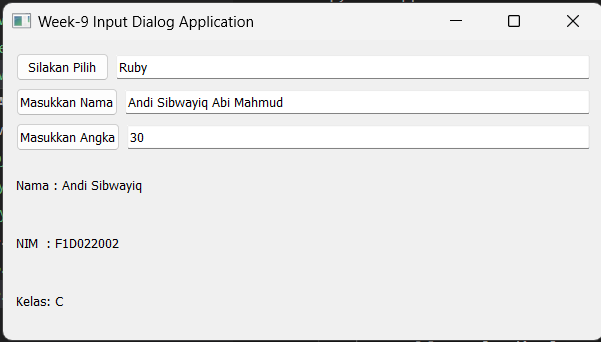 Week-9 Input Dialog Application
Silakan Pilih Ruby
Masukkan Nama Andi Sibwayiq Abi Mahmud
Masukkan Angka 30
Nama : Andi Sibwayiq
NIM  : F1D022002
Kelas: C